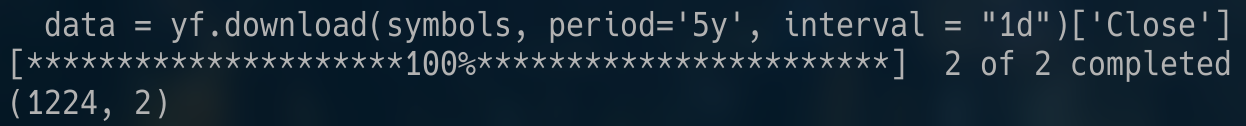 data = yf.download(symbols, period='5y', interval = "1d")['Close']
[*********************100%***********************]  2 of 2 completed
(1224, 2)